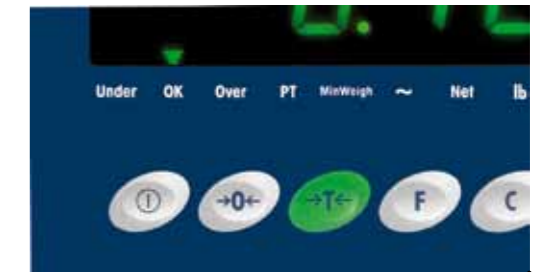 Under OK Over PT MinWeigh ~ Net lb
→0← →T← F C